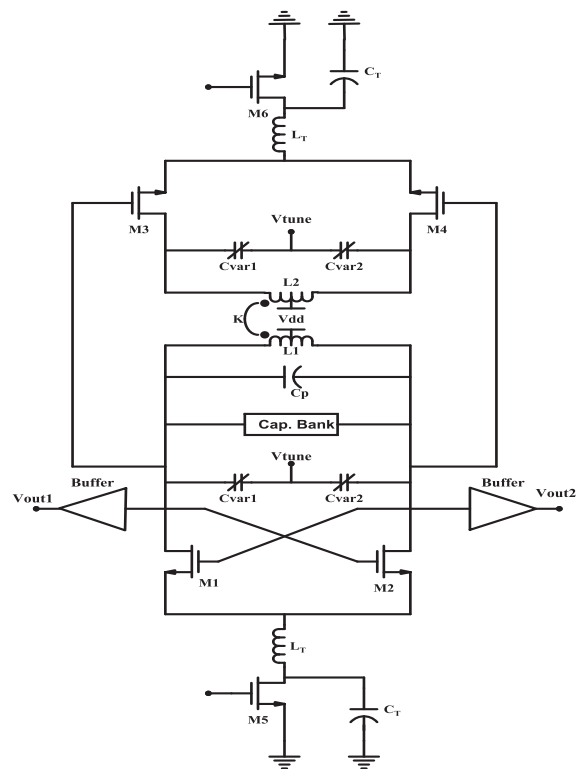 C_T
M6
L_T
M3
Vtune
M4
Cvar1
Cvar2
L2
K
Vdd
L1
Cp
Cap. Bank
Vtune
Buffer
Buffer
Vout1
Cvar1
Cvar2
Vout2
M1
M2
L_T
M5
C_T